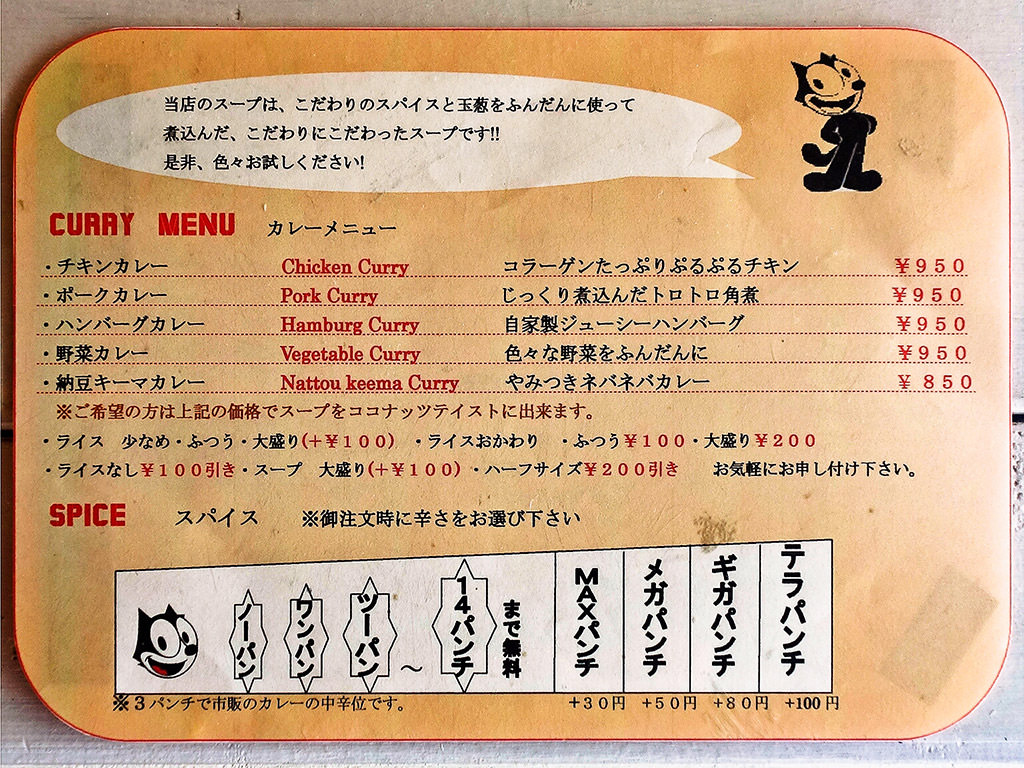 当店のスープは、こだわりのスパイスと玉葱をふんだんに使って
煮込んだ、こだわりにこだわったスープです!!
是非、色々お試しください!
CURRY MENU カレーメニュー
・チキンカレー Chicken Curry コラーゲンたっぷりぷるぷるチキン ￥９５０
・ポークカレー Pork Curry じっくり煮込んだトロトロ角煮 ￥９５０
・ハンバーグカレー Hamburg Curry 自家製ジューシーハンバーグ ￥９５０
・野菜カレー Vegetable Curry 色々な野菜をふんだんに ￥９５０
・納豆キーマカレー Nattou keema Curry やみつきネバネバカレー ￥８５０
※ご希望の方は上記の価格でスープをココナッツテイストに出来ます。
・ライス 少なめ・ふつう・大盛り(＋￥１００) ・ライスおかわり ・ふつう￥１００・大盛り￥２００
・ライスなし￥１００引き・スープ 大盛り(＋￥１００)・ハーフサイズ￥２００引き お気軽にお申し付け下さい。
SPICE スパイス ※御注文時に辛さをお選び下さい
ノーパン
ワンパン
ツーパン
～
14パンチ
まで無料
MAXパンチ
メガパンチ
ギガパンチ
テラパンチ
※３パンチで市販のカレーの中辛位です。 ＋３０円 +５０円 +８０円 +100円